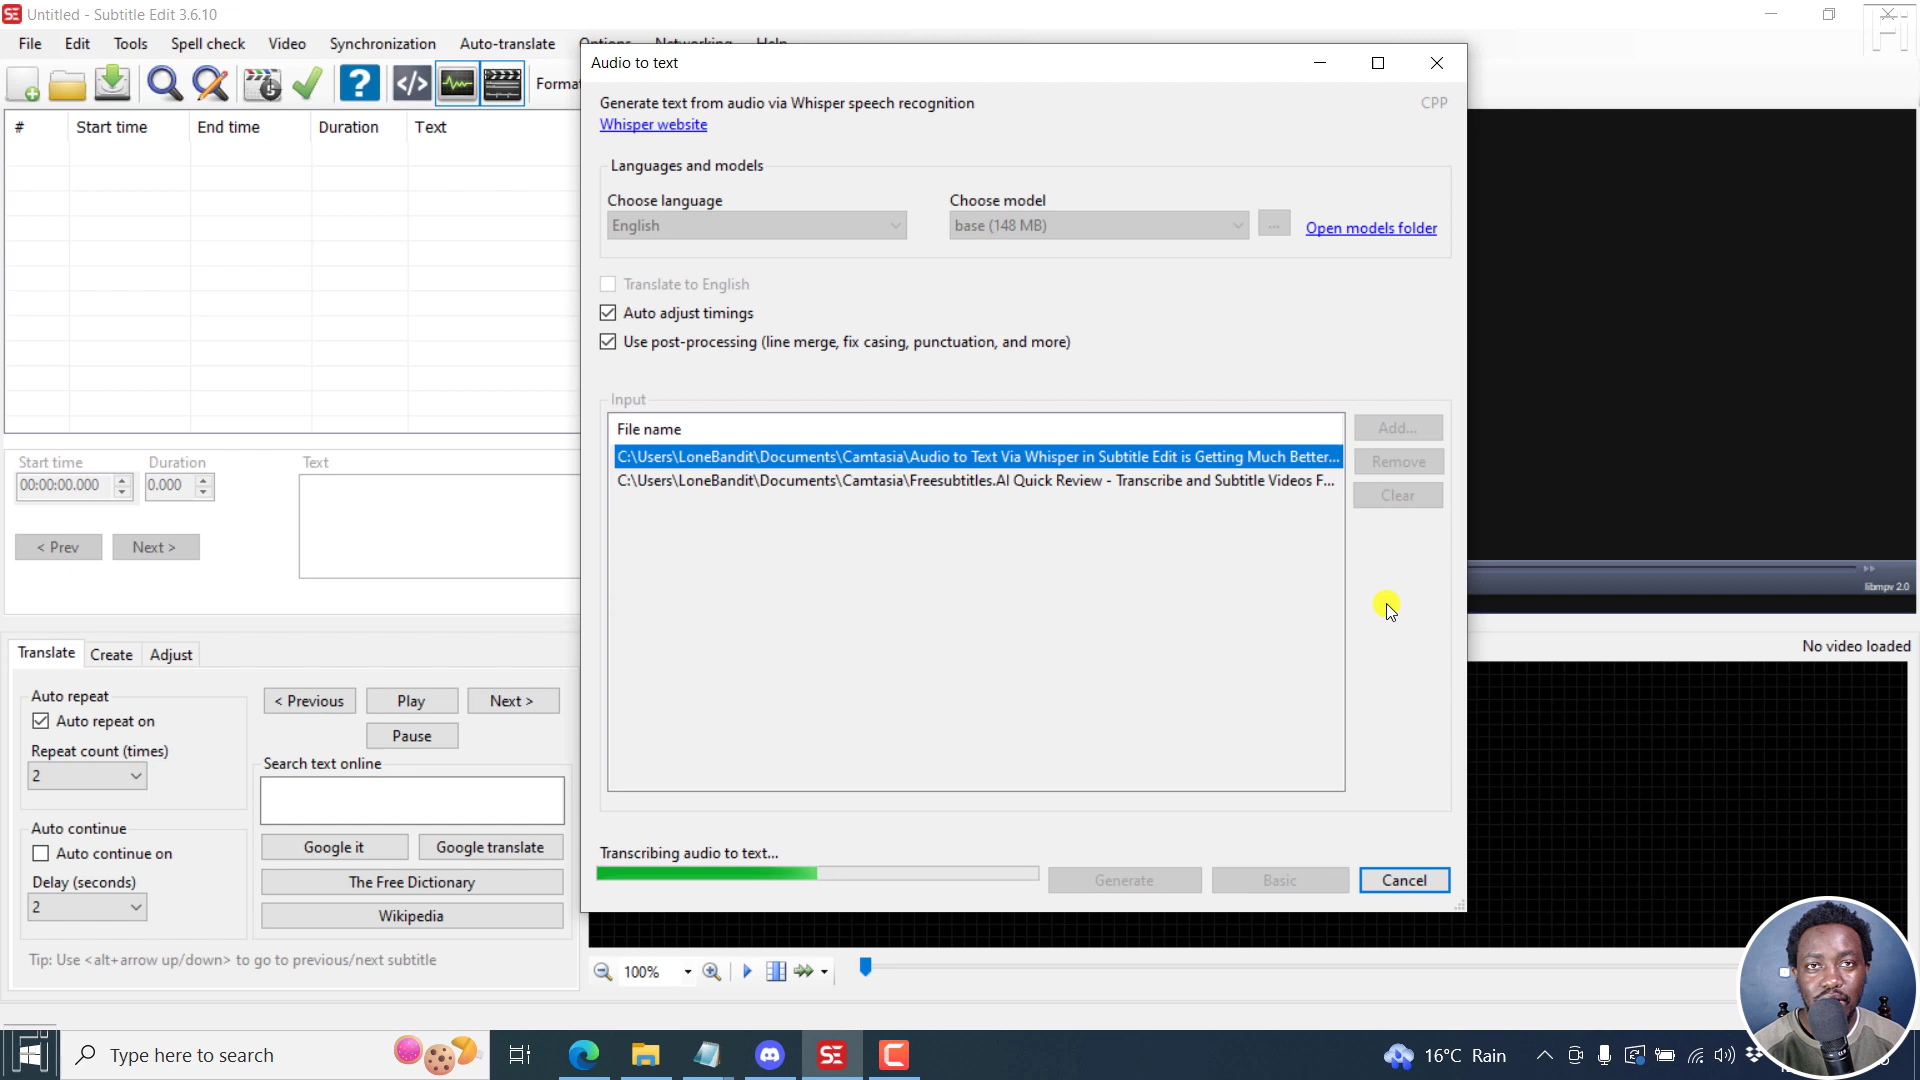 Untitled - Subtitle Edit 3.6.10
File Edit Tools Spell check Video Synchronization Auto-translate Options Networking Help
Format
# Start time End time Duration Text
Start time Duration Text
00:00:00.000 0.000
< Prev Next >
Translate Create Adjust
Auto repeat
Auto repeat on
Repeat count (times)
2
Auto continue
Auto continue on
Delay (seconds)
2
< Previous Play Next >
Pause
Search text online
Google it Google translate
The Free Dictionary
Wikipedia
Tip: Use <alt+arrow up/down> to go to previous/next subtitle
Audio to text
Generate text from audio via Whisper speech recognition CPP
Whisper website
Languages and models
Choose language Choose model
English base (148 MB) ... Open models folder
Translate to English
Auto adjust timings
Use post-processing (line merge, fix casing, punctuation, and more)
Input
File name
C:\Users\LoneBandit\Documents\Camtasia\Audio to Text Via Whisper in Subtitle Edit is Getting Much Better...
C:\Users\LoneBandit\Documents\Camtasia\Freesubtitles.AI Quick Review - Transcribe and Subtitle Videos F...
Add...
Remove
Clear
Transcribing audio to text...
Generate Basic Cancel
libmpv 2.0
No video loaded
100%
Type here to search
SE
16°C Rain